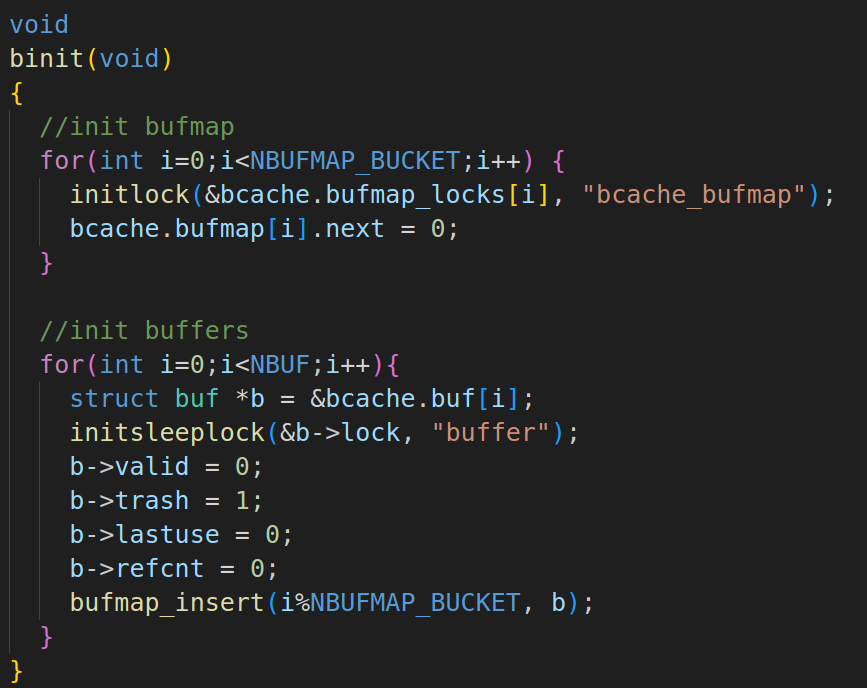 void
binit(void)
{
  //init bufmap
  for(int i=0;i<NBUFMAP_BUCKET;i++) {
    initlock(&bcache.bufmap_locks[i], "bcache_bufmap");
    bcache.bufmap[i].next = 0;
  }

  //init buffers
  for(int i=0;i<NBUF;i++){
    struct buf *b = &bcache.buf[i];
    initsleeplock(&b->lock, "buffer");
    b->valid = 0;
    b->trash = 1;
    b->lastuse = 0;
    b->refcnt = 0;
    bufmap_insert(i%NBUFMAP_BUCKET, b);
  }
}